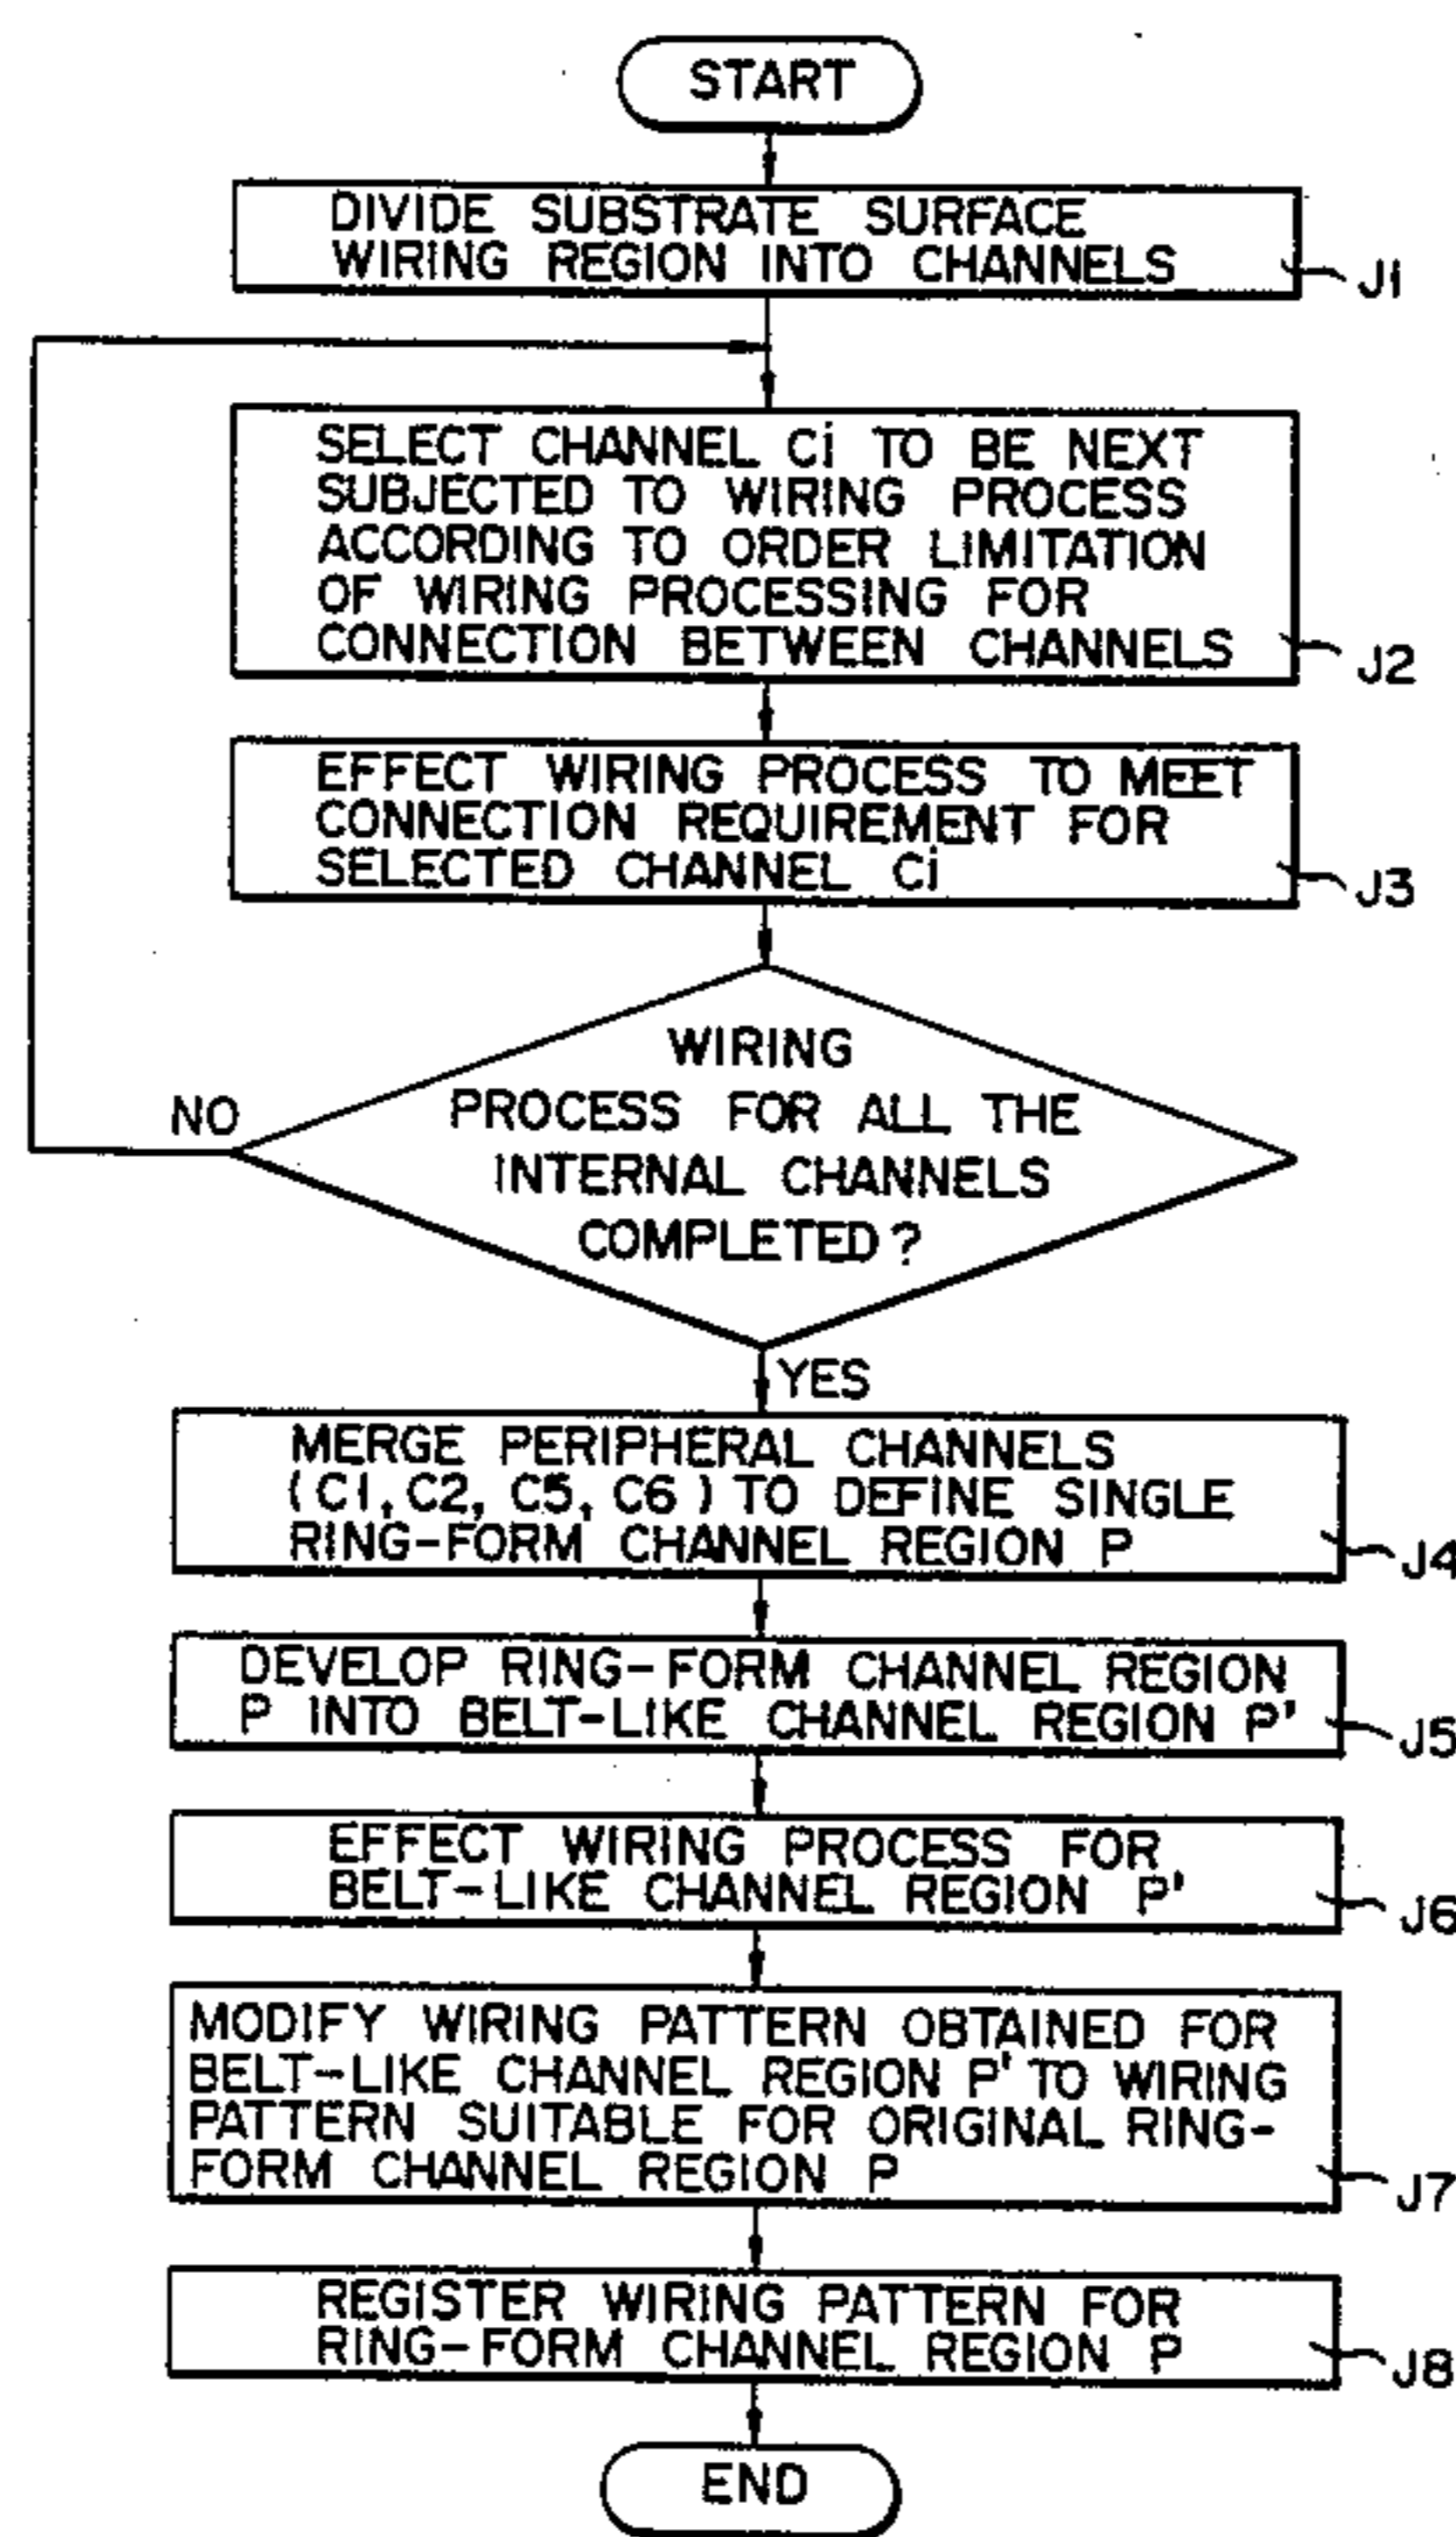 START
DIVIDE SUBSTRATE SURFACE
WIRING REGION INTO CHANNELS
J1
SELECT CHANNEL Ci TO BE NEXT
SUBJECTED TO WIRING PROCESS
ACCORDING TO ORDER LIMITATION
OF WIRING PROCESSING FOR
CONNECTION BETWEEN CHANNELS
J2
EFFECT WIRING PROCESS TO MEET
CONNECTION REQUIREMENT FOR
SELECTED CHANNEL Ci
J3
WIRING
PROCESS FOR ALL THE
INTERNAL CHANNELS
COMPLETED?
NO
YES
MERGE PERIPHERAL CHANNELS
(C1, C2, C5, C6) TO DEFINE SINGLE
RING-FORM CHANNEL REGION P
J4
DEVELOP RING-FORM CHANNEL REGION
P INTO BELT-LIKE CHANNEL REGION P'
J5
EFFECT WIRING PROCESS FOR
BELT-LIKE CHANNEL REGION P'
J6
MODIFY WIRING PATTERN OBTAINED FOR
BELT-LIKE CHANNEL REGION P' TO WIRING
PATTERN SUITABLE FOR ORIGINAL RING-
FORM CHANNEL REGION P
J7
REGISTER WIRING PATTERN FOR
RING-FORM CHANNEL REGION P
J8
END